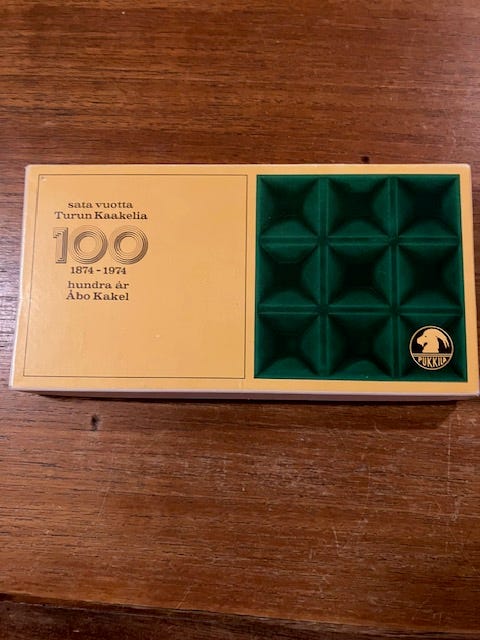 sata vuotta
Turun Kaakelia
100
1874 - 1974
hundra år
Åbo Kakel
PUKKILA